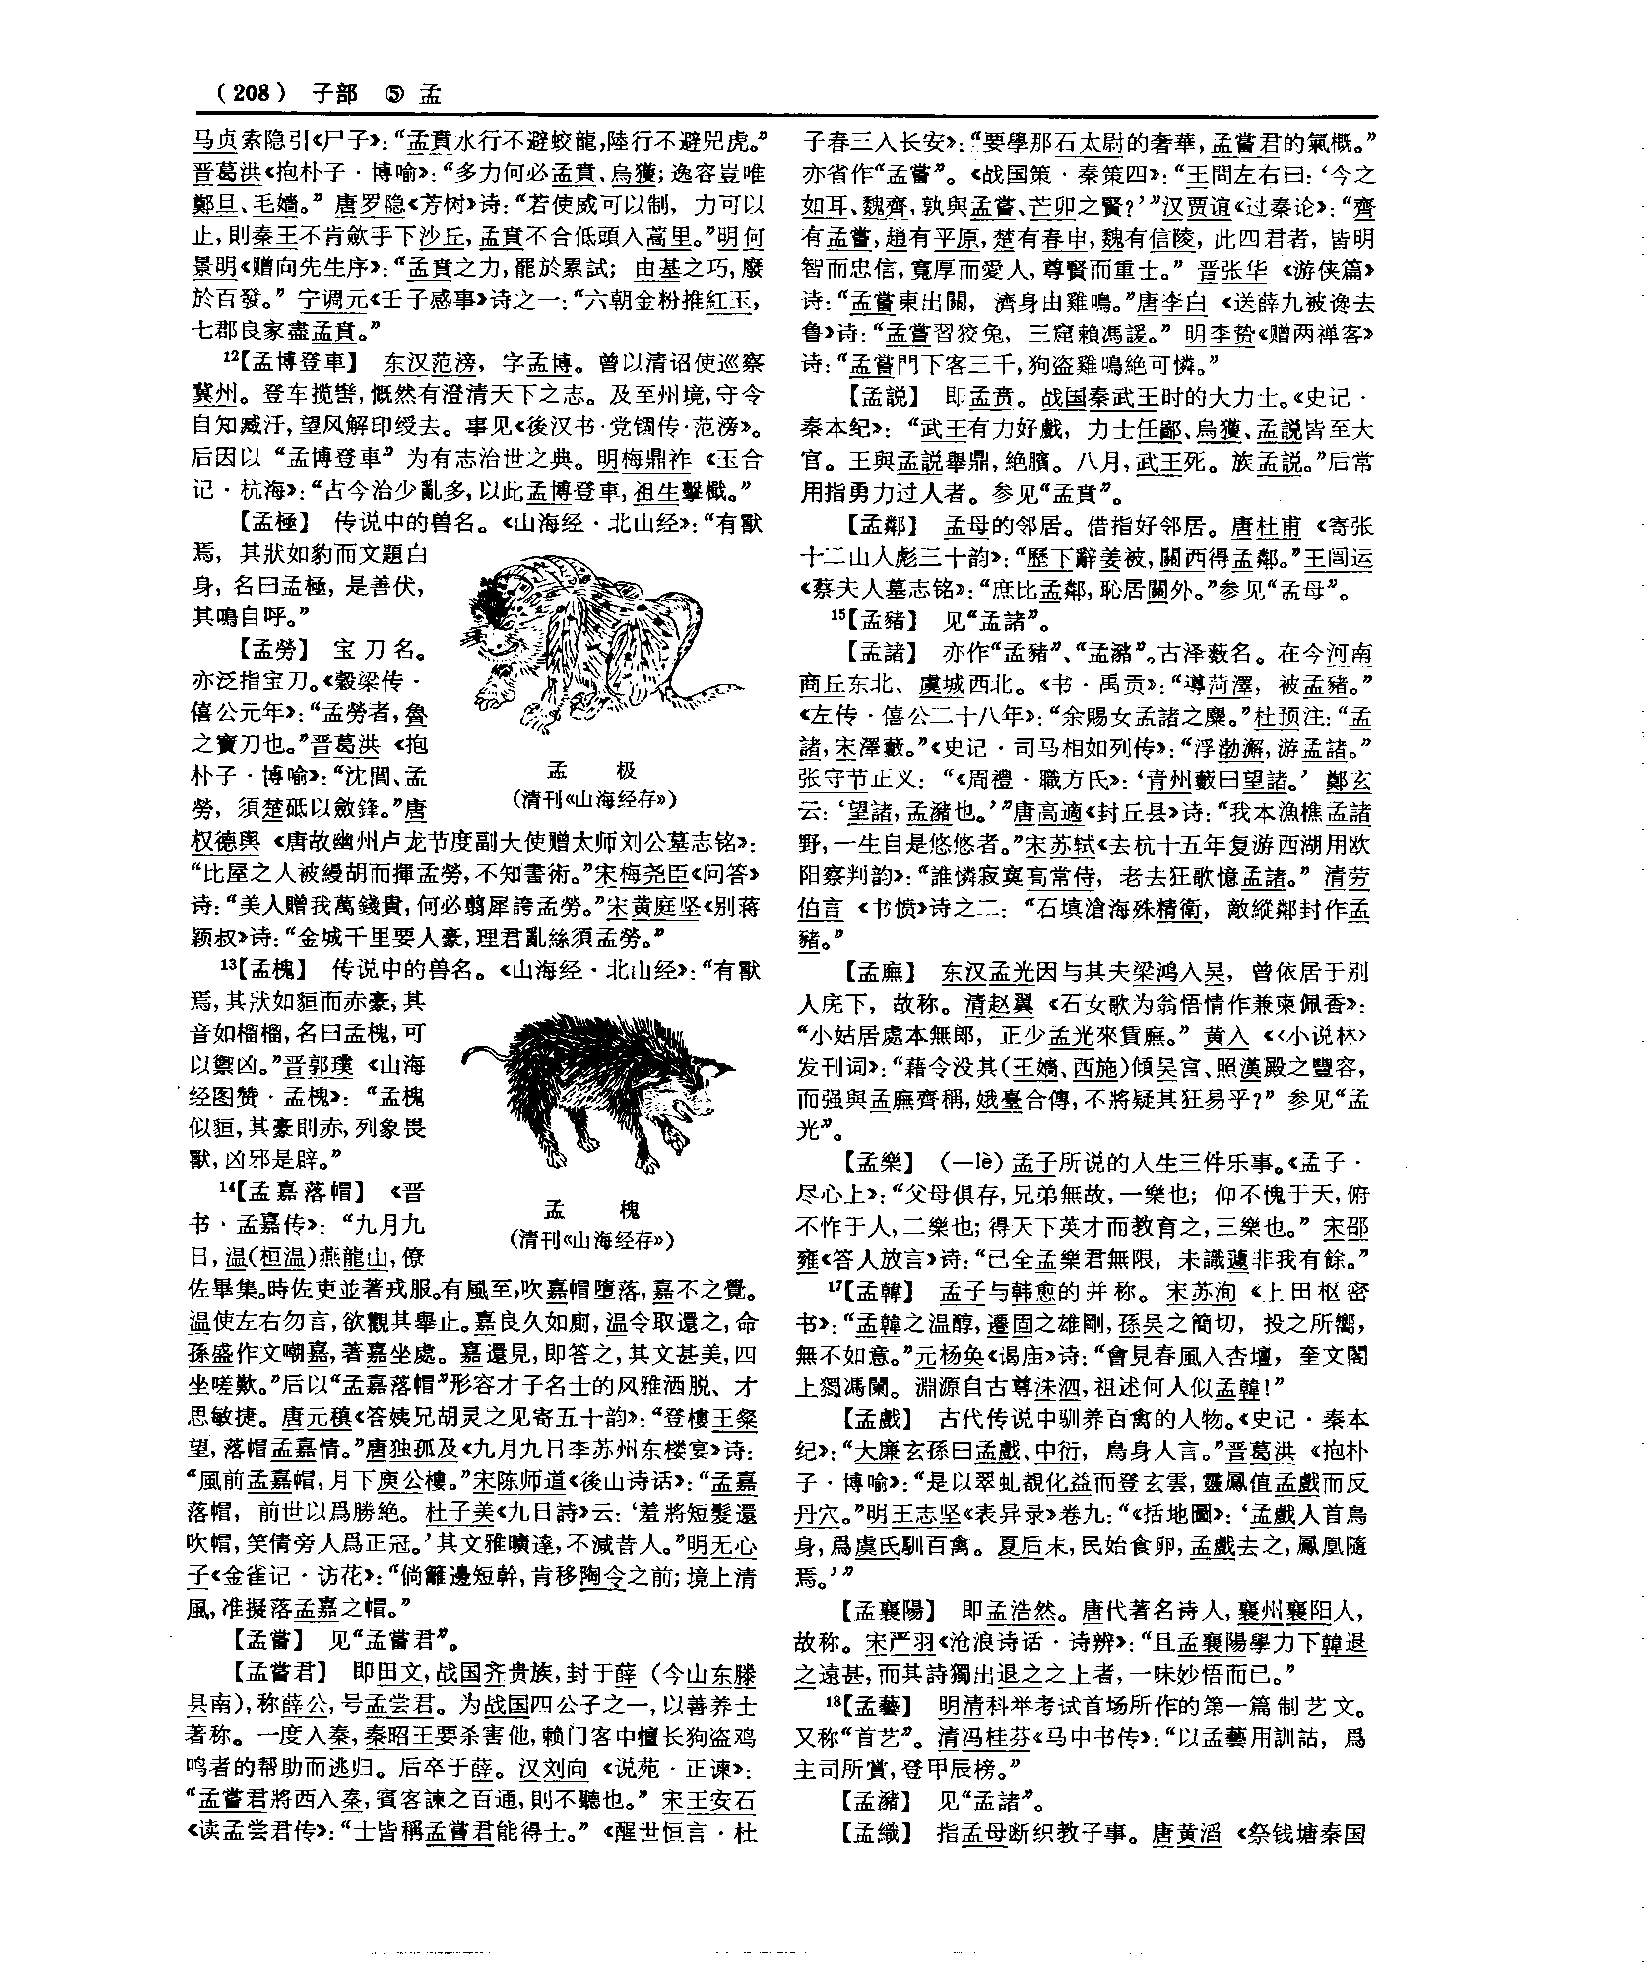 （208） 子部 ⑤ 孟
马贞索隐引《尸子》：“孟賁水行不避蛟龍，陸行不避兕虎。”
晋葛洪《抱朴子·博喻》：“多力何必孟賁、烏獲；逸容豈唯
鄭旦、毛嬙。” 唐罗隐《芳树》诗：“若使威可以制，力可以
止，則秦王不肯斂手下沙丘，孟賁不合低頭入蒿里。”明何
景明《赠向先生序》：“孟賁之力，罷於累試；由基之巧，廢
於百發。” 宁调元《壬子感事》诗之一：“六朝金粉推紅玉，
七郡良家盡孟賁。”
12【孟博登車】 东汉范滂，字孟博。曾以清诏使巡察
冀州。登车揽辔，慨然有澄清天下之志。及至州境，守令
自知臧汙，望风解印绶去。事见《後汉书·党锢传·范滂》。
后因以“孟博登車”为有志治世之典。明梅鼎祚《玉合
记·杭海》：“占今治少亂多，以此孟博登車，祖生擊檝。”
【孟極】 传说中的兽名。《山海经·北山经》：“有獸
焉，其狀如豹而文題白
身，名曰孟極，是善伏，
其鳴自呼。”
【孟勞】 宝刀名。
亦泛指宝刀。《榖梁传·
僖公元年》：“孟勞者，魯
之寶刀也。”晋葛洪《抱
朴子·博喻》：“沈閭、孟
勞，須楚砥以斂鋒。”唐
孟 极
（清刊《山海经存》）
权德舆《唐故幽州卢龙节度副大使赠太师刘公墓志铭》：
“比屋之人被縵胡而揮孟勞，不知書術。”宋梅尧臣《问答》
诗：“美人贈我萬錢貴，何必翦犀誇孟勞。”宋黄庭坚《别蒋
颖叔》诗：“金城千里要人豪，理君亂絲須孟勞。”
13【孟槐】 传说中的兽名。《山海经·北山经》：“有獸
焉，其狀如貆而赤豪，其
音如榴榴，名曰孟槐，可
以禦凶。”晋郭璞《山海
经图赞·孟槐》：“孟槐
似貆，其豪則赤，列象畏
獸，凶邪是辟。”
14【孟嘉落帽】 《晋
书·孟嘉传》：“九月九
日，温（桓温）燕龍山，僚
孟 槐
（清刊《山海经存》）
佐畢集。時佐吏並著戎服。有風至，吹嘉帽墮落，嘉不之覺。
温使左右勿言，欲觀其舉止。嘉良久如廁，温令取還之，命
孫盛作文嘲嘉，著嘉坐處。嘉還見，即答之，其文甚美，四
坐嗟歎。”后以“孟嘉落帽”形容才子名士的风雅洒脱、才
思敏捷。唐元稹《答姨兄胡灵之见寄五十韵》：“登樓王粲
望，落帽孟嘉情。”唐独孤及《九月九日李苏州东楼宴》诗：
“風前孟嘉帽，月下庾公樓。”宋陈师道《後山诗话》：“孟嘉
落帽，前世以爲勝絶。杜子美《九日詩》云：‘羞將短髮還
吹帽，笑倩旁人爲正冠。’其文雅曠達，不減昔人。”明无心
子《金雀记·访花》：“倘籬邊短幹，肯移陶令之前；境上清
風，准擬落孟嘉之帽。”
【孟嘗】 见“孟嘗君”。
【孟嘗君】 即田文，战国齐贵族，封于薛（今山东滕
县南），称薛公，号孟尝君。为战国四公子之一，以善养士
著称。一度入秦，秦昭王要杀害他，赖门客中擅长狗盗鸡
鸣者的帮助而逃归。后卒于薛。汉刘向《说苑·正谏》：
“孟嘗君將西入秦，賓客諫之百通，則不聽也。”宋王安石
《读孟尝君传》：“士皆稱孟嘗君能得士。”《醒世恒言·杜
子春三入长安》：“要學那石太尉的奢華，孟嘗君的氣概。”
亦省作“孟嘗”。《战国策·秦策四》：“王問左右曰：‘今之
如耳、魏齊，孰與孟嘗、芒卯之賢？’”汉贾谊《过秦论》：“齊
有孟嘗，趙有平原，楚有春申，魏有信陵，此四君者，皆明
智而忠信，寬厚而愛人，尊賢而重士。” 晋张华《游侠篇》
诗：“孟嘗東出關，濟身由雞鳴。”唐李白《送薛九被谗去
鲁》诗：“孟嘗習狡兔，三窟賴馮諼。” 明李贽《赠两禅客》
诗：“孟嘗門下客三千，狗盗雞鳴絶可憐。”
【孟説】 即孟贲。战国秦武王时的大力士。《史记·
秦本纪》：“武王有力好戲，力士任鄙、烏獲、孟説皆至大
官。王與孟説舉鼎，絶臏。八月，武王死。族孟説。”后常
用指勇力过人者。参见“孟賁”。
【孟鄰】 孟母的邻居。借指好邻居。唐杜甫《寄张
十二山人彪三十韵》：“歷下辭姜被，關西得孟鄰。”王闿运
《蔡夫人墓志铭》：“庶比孟鄰，恥居關外。”参见“孟母”。
15【孟豬】 见“孟諸”。
【孟諸】 亦作“孟豬”、“孟瀦”。古泽薮名。在今河南
商丘东北、虞城西北。《书·禹贡》：“導菏澤，被孟豬。”
《左传·僖公二十八年》：“余賜女孟諸之麋。”杜预注：“孟
諸，宋澤藪。”《史记·司马相如列传》：“浮渤澥，游孟諸。”
张守节正义：“《周禮·職方氏》：‘青州藪曰望諸。’ 鄭玄
云：‘望諸，孟瀦也。’”唐高適《封丘县》诗：“我本漁樵孟諸
野，一生自是悠悠者。”宋苏轼《去杭十五年复游西湖用欧
阳察判韵》：“誰憐寂寞高常侍，老去狂歌憶孟諸。” 清劳
伯言《书愤》诗之二：“石填滄海殊精衛，敵縱鄰封作孟
豬。”
【孟廡】 东汉孟光因与其夫梁鸿入吴，曾依居于别
人庑下，故称。清赵翼《石女歌为翁悟情作兼柬佩香》：
“小姑居處本無郎，正少孟光來賃廡。” 黄人《〈小说林〉
发刊词》：“藉令没其（王嬙、西施）傾吴宫、照漢殿之豐容，
而强與孟廡齊稱，娥臺合傳，不將疑其狂易乎？” 参见“孟
光”。
【孟樂】 （—lè）孟子所说的人生三件乐事。《孟子·
尽心上》：“父母俱存，兄弟無故，一樂也；仰不愧于天，俯
不怍于人，二樂也；得天下英才而教育之，三樂也。” 宋邵
雍《答人放言》诗：“已全孟樂君無限，未識蘧非我有餘。”
17【孟韓】 孟子与韩愈的并称。宋苏洵《上田枢密
书》：“孟韓之温醇，遷固之雄剛，孫吴之簡切，投之所嚮，
無不如意。”元杨奂《谒庙》诗：“會見春風入杏壇，奎文閣
上獨馮闌。淵源自古尊洙泗，祖述何人似孟韓！”
【孟戲】 古代传说中驯养百禽的人物。《史记·秦本
纪》：“大廉玄孫曰孟戲、中衍，鳥身人言。”晋葛洪《抱朴
子·博喻》：“是以翠虬覩化益而登玄雲，靈鳳值孟戲而反
丹穴。”明王志坚《表异录》卷九：“《括地圖》：‘孟戲人首鳥
身，爲虞氏馴百禽。夏后末，民始食卵，孟戲去之，鳳凰隨
焉。’”
【孟襄陽】 即孟浩然。唐代著名诗人，襄州襄阳人，
故称。宋严羽《沧浪诗话·诗辨》：“且孟襄陽學力下韓退
之遠甚，而其詩獨出退之之上者，一味妙悟而已。”
18【孟藝】 明清科举考试首场所作的第一篇制艺文。
又称“首艺”。清冯桂芬《马中书传》：“以孟藝用訓詁，爲
主司所賞，登甲辰榜。”
【孟瀦】 见“孟諸”。
【孟織】 指孟母断织教子事。唐黄滔《祭钱塘秦国